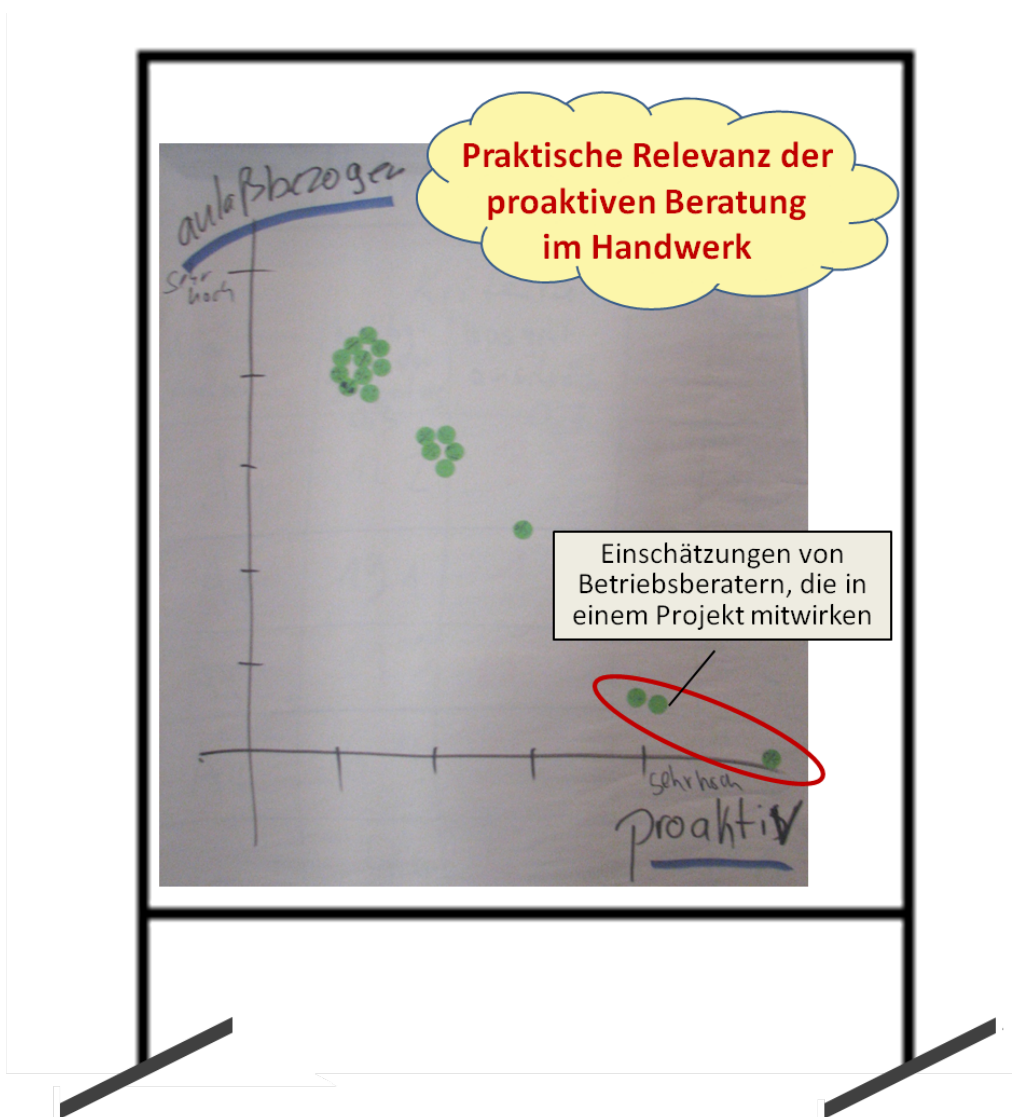 Praktische Relevanz der
proaktiven Beratung
im Handwerk
anlaßbezogen
sehr
hoch
Einschätzungen von
Betriebsberatern, die in
einem Projekt mitwirken
sehr hoch
proaktiv